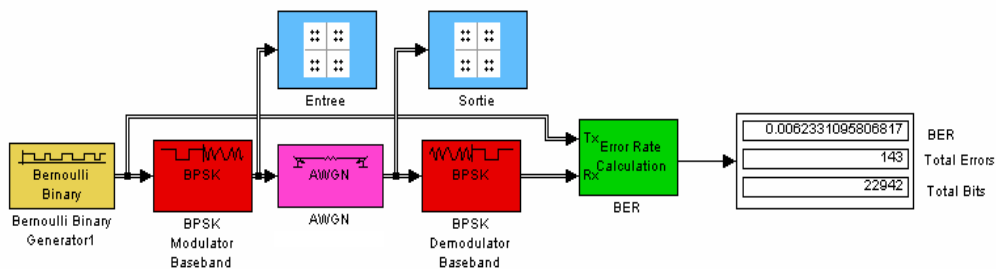 Entree
Sortie
Bernoulli
Binary
Bernoulli Binary
Generator1
BPSK
BPSK
Modulator
Baseband
AWGN
AWGN
BPSK
BPSK
Demodulator
Baseband
Tx
Rx
Error Rate
Calculation
BER
0.0062331095806817
143
22942
BER
Total Errors
Total Bits